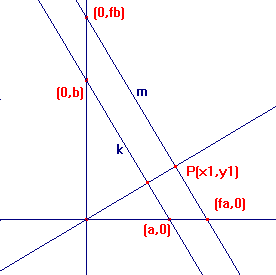 (0,fb)
(0,b)
m
k
P(x1,y1)
(a,0)
(fa,0)